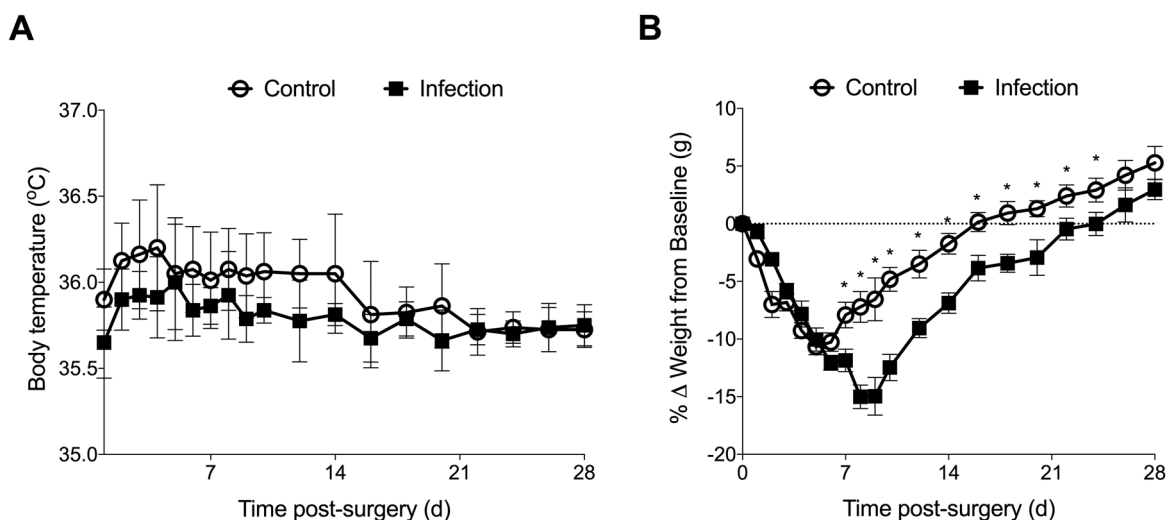 A
Control Infection
Body temperature (ºC)
37.0
36.5
36.0
35.5
35.0
7 14 21 28
Time post-surgery (d)
B
Control Infection
% Δ Weight from Baseline (g)
10
5
0
-5
-10
-15
-20
* * * * * * * * * *
0 7 14 21 28
Time post-surgery (d)